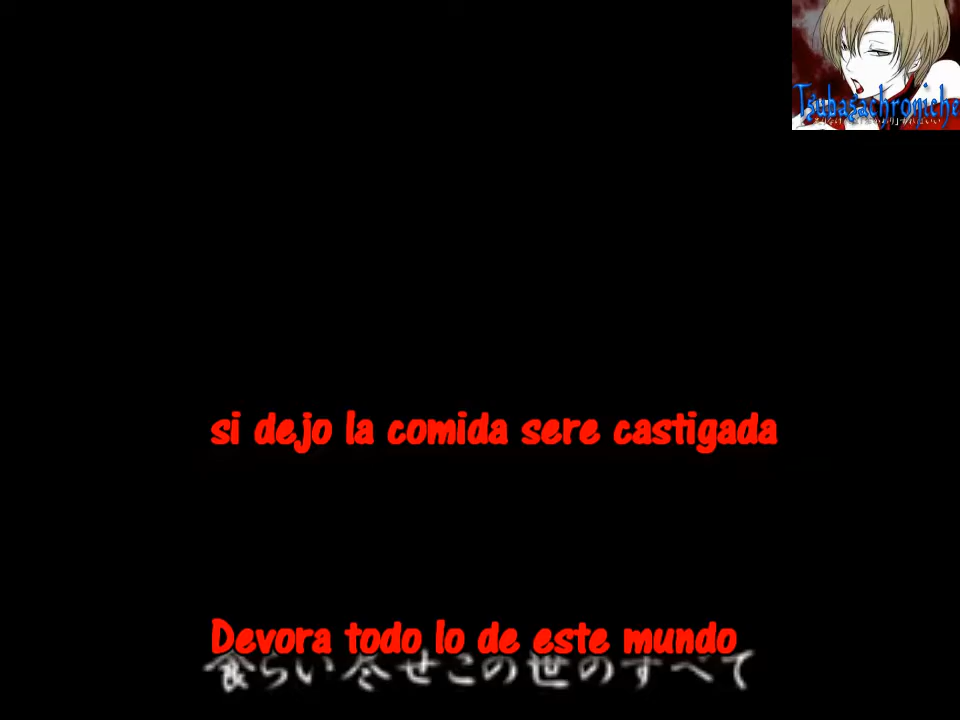 Tsubasachroniche
si dejo la comida sere castigada
Devora todo lo de este mundo
食らい尽せこの世のすべて